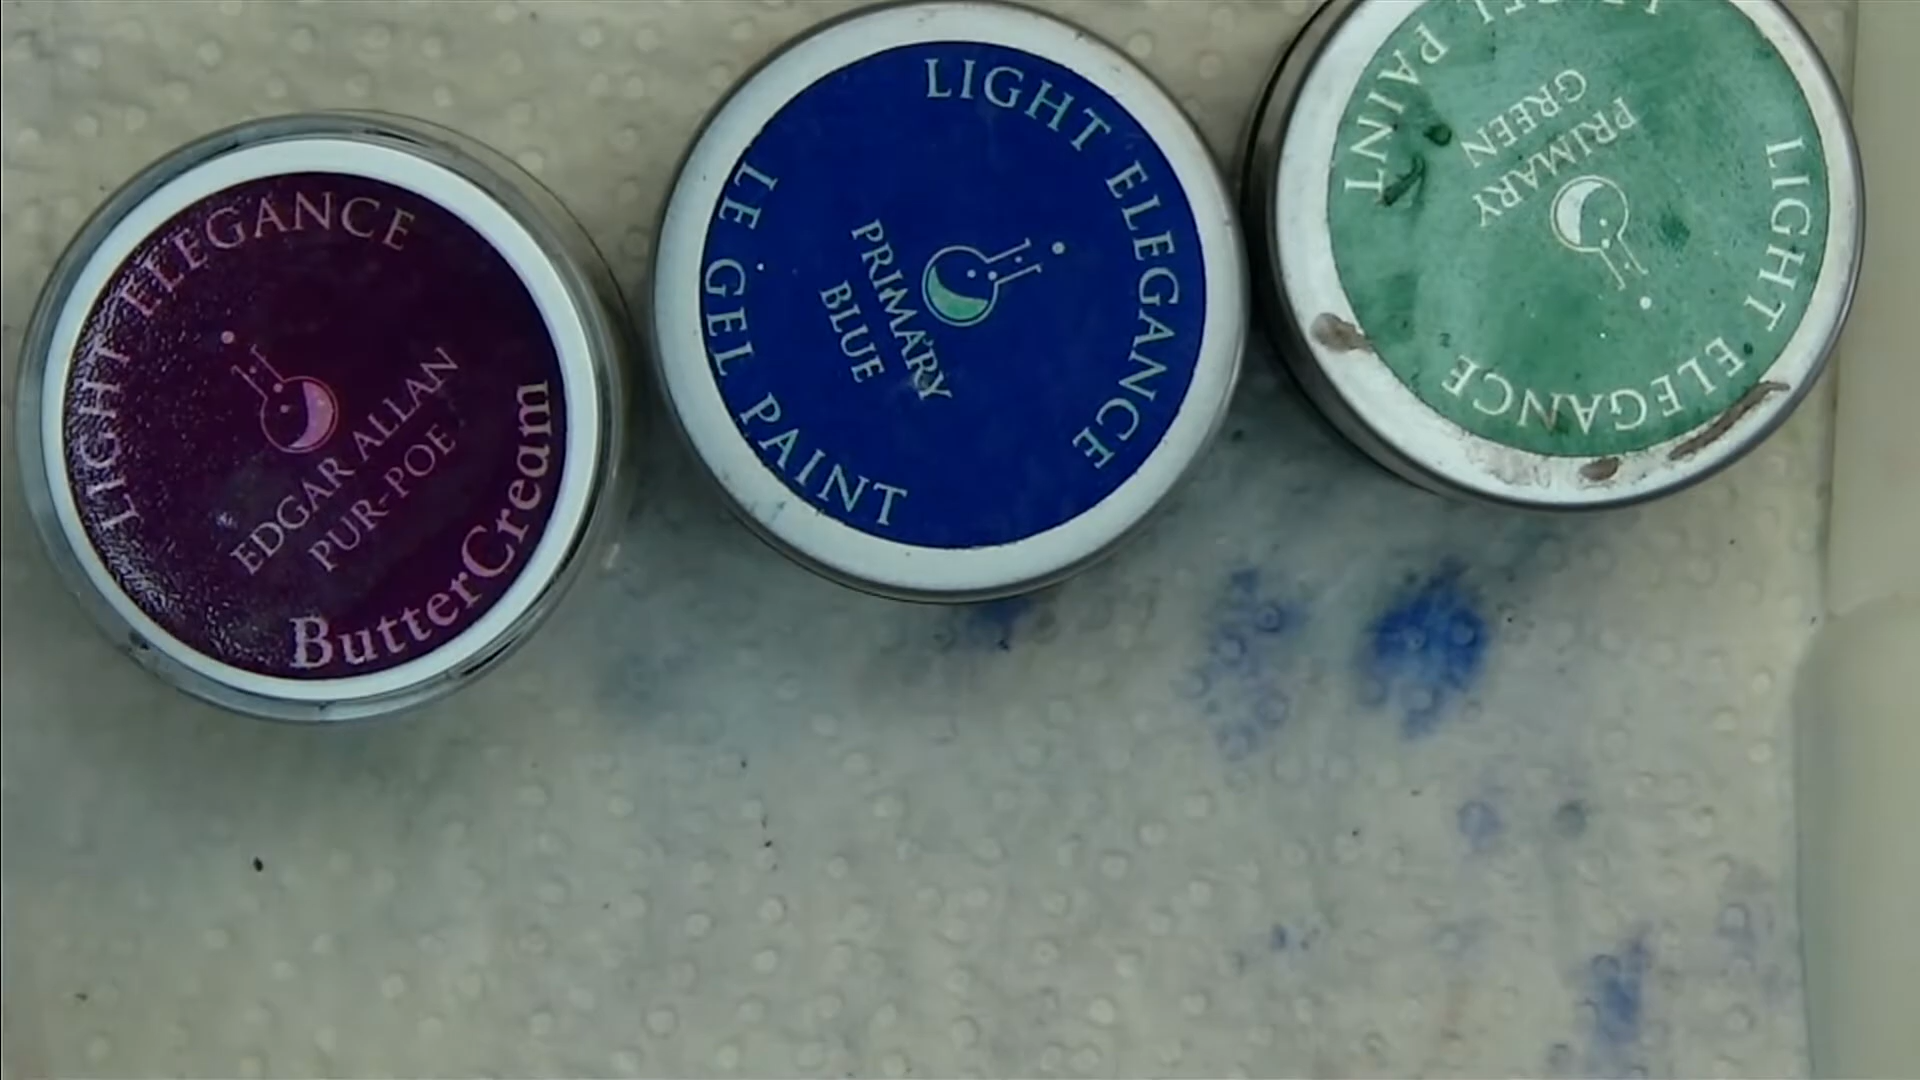 LIGHT ELEGANCE
EDGAR ALLAN
PUR-POE
ButterCream
LIGHT ELEGANCE
PRIMARY
BLUE
LE GEL PAINT
LIGHT ELEGANCE
PRIMARY
GREEN
GEL PAINT